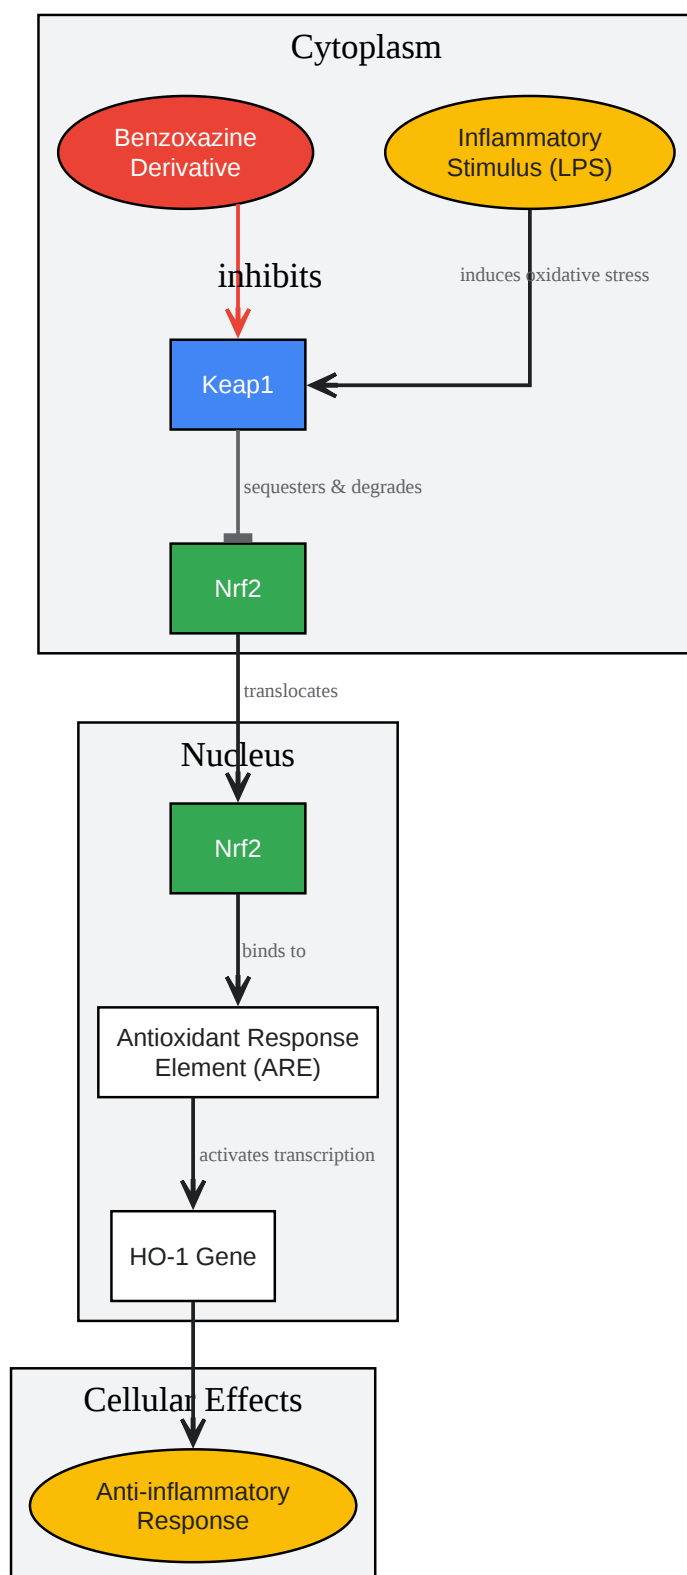 Cytoplasm
Benzoxazine
Derivative
Inflammatory
Stimulus (LPS)
inhibits
induces oxidative stress
Keap1
sequesters & degrades
Nrf2
translocates
Nucleus
Nrf2
binds to
Antioxidant Response
Element (ARE)
activates transcription
HO-1 Gene
Cellular Effects
Anti-inflammatory
Response